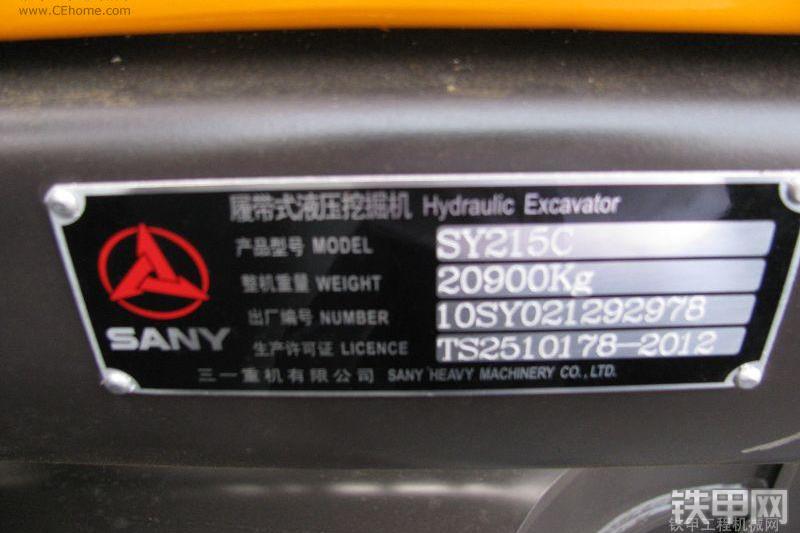 www.CEhome.com
履带式液压挖掘机 Hydraulic Excavator
产品型号 MODEL SY215C
整机重量 WEIGHT 20900Kg
出厂编号 NUMBER 10SY021292978
生产许可证 LICENCE TS2510178-2012
SANY
三一重机有限公司 SANY HEAVY MACHINERY CO., LTD.
铁甲网
铁甲工程机械网